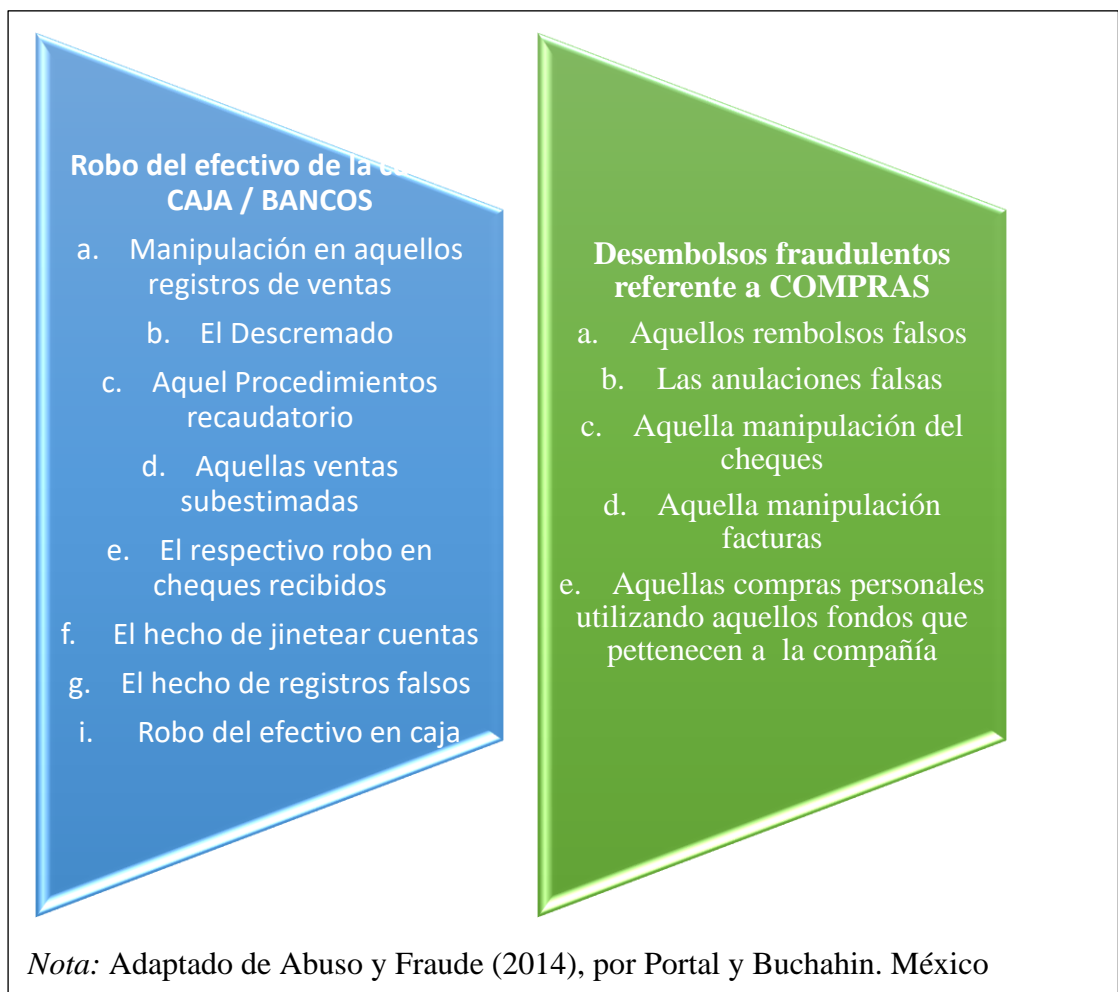 Robo del efectivo de la
CAJA / BANCOS
a. Manipulación en aquellos
registros de ventas
b. El Descremado
c. Aquel Procedimientos
recaudatorio
d. Aquellas ventas
subestimadas
e. El respectivo robo en
cheques recibidos
f. El hecho de jinetear cuentas
g. El hecho de registros falsos
i. Robo del efectivo en caja
Desembolsos fraudulentos
referente a COMPRAS
a. Aquellos rembolsos falsos
b. Las anulaciones falsas
c. Aquella manipulación del
cheques
d. Aquella manipulación
facturas
e. Aquellas compras personales
utilizando aquellos fondos que
pettenecen a la compañía
Nota: Adaptado de Abuso y Fraude (2014), por Portal y Buchahin. México